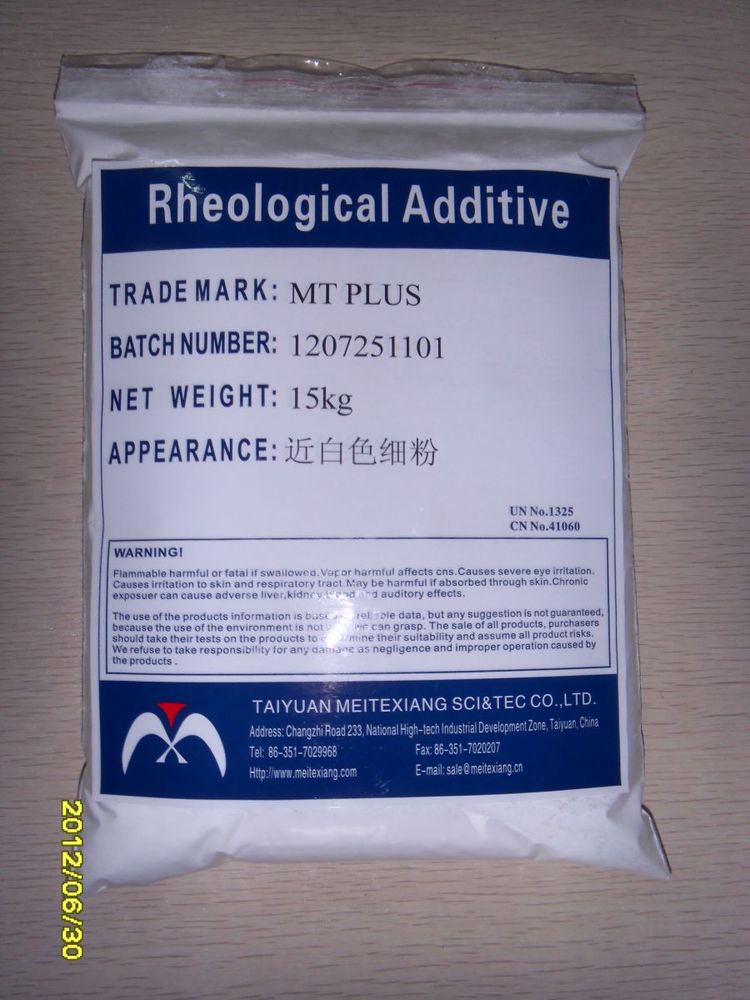 Rheological Additive
TRADE MARK: MT PLUS
BATCH NUMBER: 1207251101
NET WEIGHT: 15kg
APPEARANCE: 近白色细粉
UN No.1325
CN No.41060
WARNING!
Flammable harmful or fatal if swallowed.Vapor harmful affects cns.Causes severe eye irritation.
Causes irritation to skin and respiratory tract.May be harmful if absorbed through skin.Chronic
exposuer can cause adverse liver,kidney,blood and auditory effects.
The use of the products information is reliable data, but any suggestion is not guaranteed,
because the use of the environment is not we can grasp. The sale of all products, purchasers
should take their tests on the products to determine their suitability and assume all product risks.
We refuse to take responsibility for any damage as negligence and improper operation caused by
the products .
TAIYUAN MEITEXIANG SCI&TEC CO.,LTD.
Address: Changzhi Road 233, National High-tech Industrial Development Zone, Taiyuan, China
Tel: 86-351-7029968 Fax: 86-351-7020207
Http://www.meitexiang.com E-mail: sale@meitexiang.cn
2012/06/30